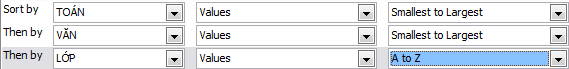 Sort by TOÁN Values Smallest to Largest
Then by VĂN Values Smallest to Largest
Then by LỚP Values A to Z